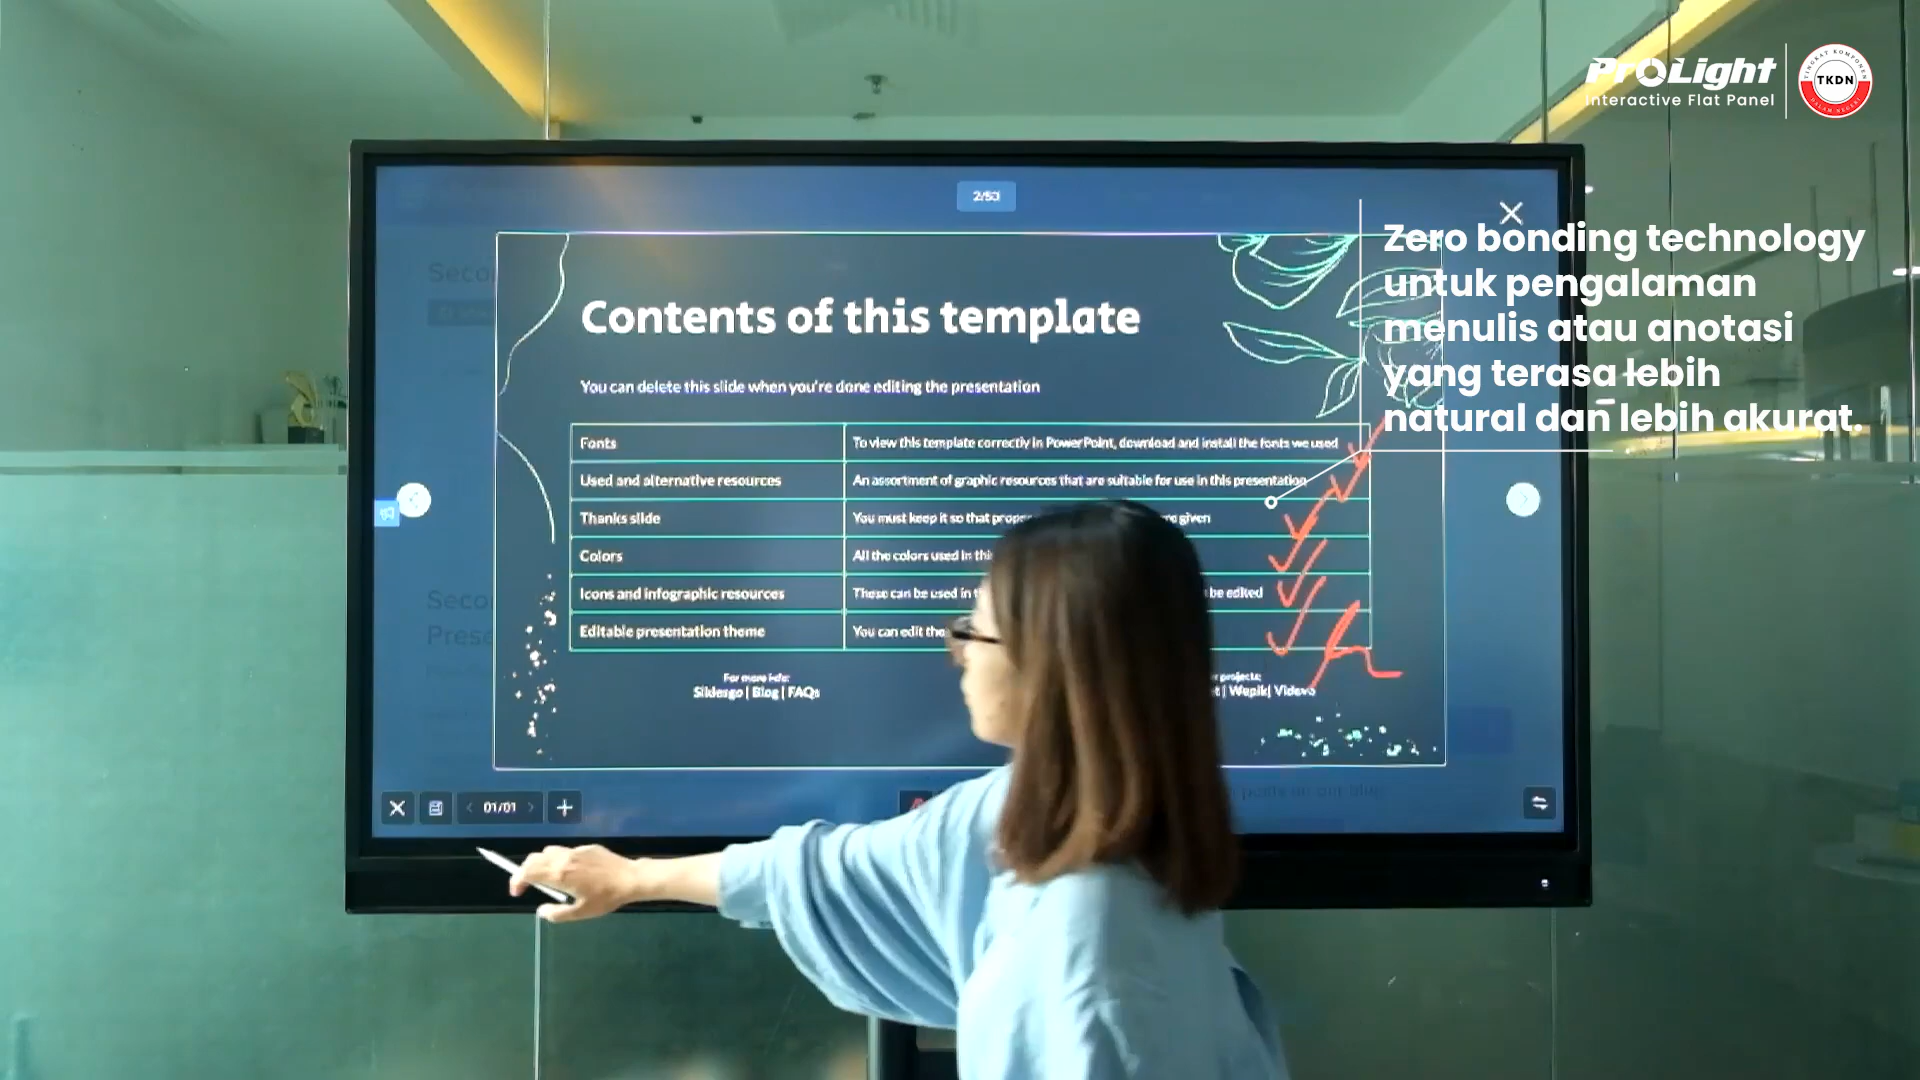 ProLight
Interactive Flat Panel
TINGKAT KOMPONEN
TKDN
DALAM NEGERI
2/53
Zero bonding technology
untuk pengalaman
menulis atau anotasi
yang terasa lebih
natural dan lebih akurat.
Contents of this template
You can delete this slide when you're done editing the presentation
Fonts
To view this template correctly in PowerPoint, download and install the fonts we used
Used and alternative resources
An assortment of graphic resources that are suitable for use in this presentation
Thanks slide
You must keep it so that given
Colors
All the colors used in
Icons and infographic resources
These can be used in be edited
Editable presentation theme
You can edit the
For more info:
Slidesgo | Blog | FAQs
projects:
| Wepik | Videvo
01/01